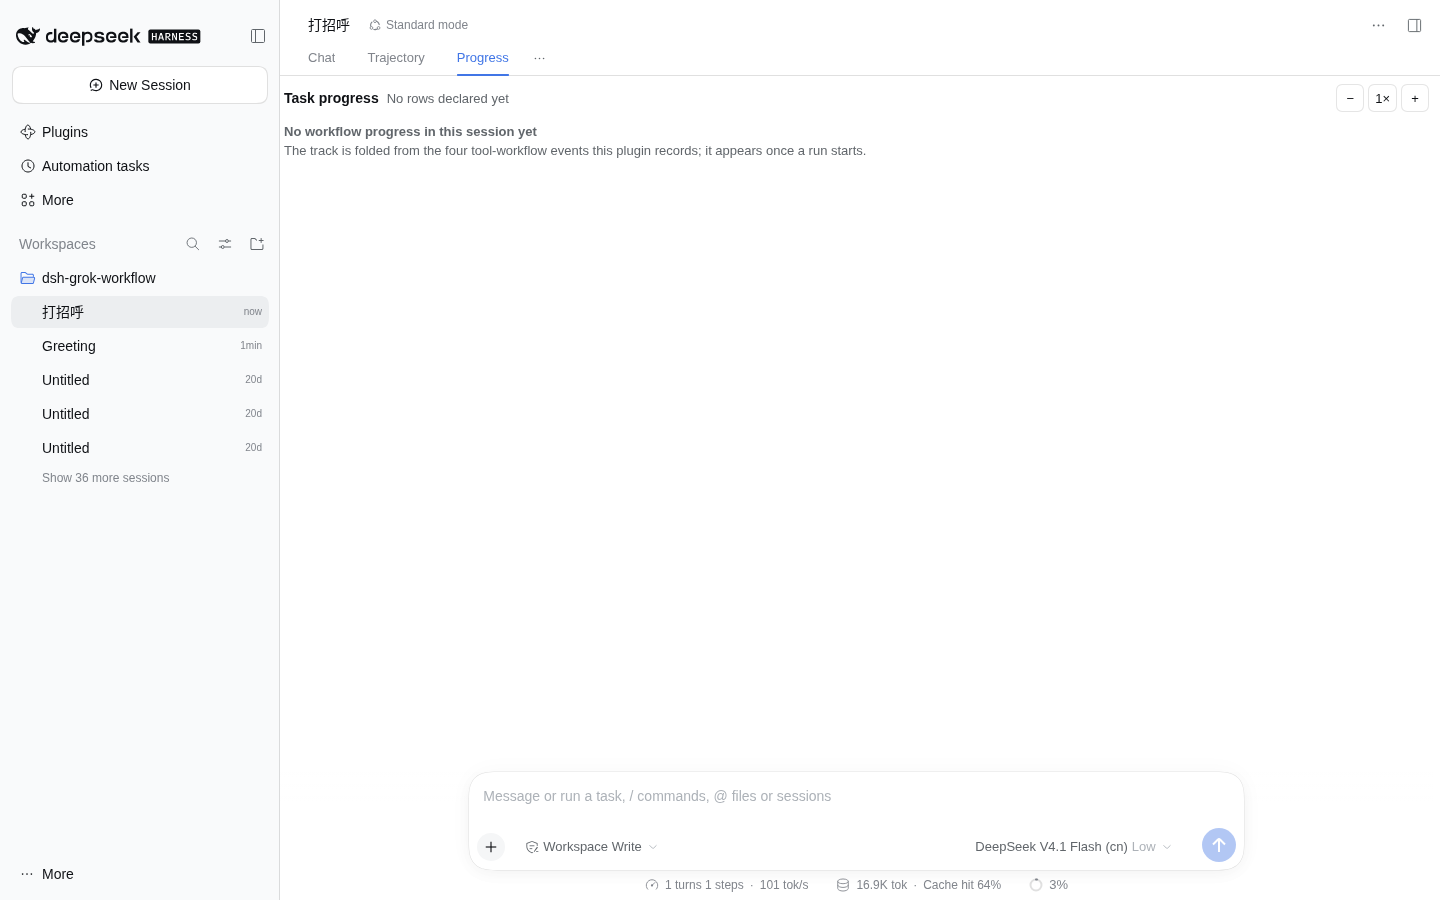 deepseek HARNESS
New Session
Plugins
Automation tasks
More
Workspaces
dsh-grok-workflow
打招呼 now
Greeting 1min
Untitled 20d
Untitled 20d
Untitled 20d
Show 36 more sessions
More
打招呼 Standard mode
Chat Trajectory Progress
Task progress No rows declared yet
− 1× +
No workflow progress in this session yet
The track is folded from the four tool-workflow events this plugin records; it appears once a run starts.
Message or run a task, / commands, @ files or sessions
Workspace Write DeepSeek V4.1 Flash (cn) Low
1 turns 1 steps · 101 tok/s 16.9K tok · Cache hit 64% 3%